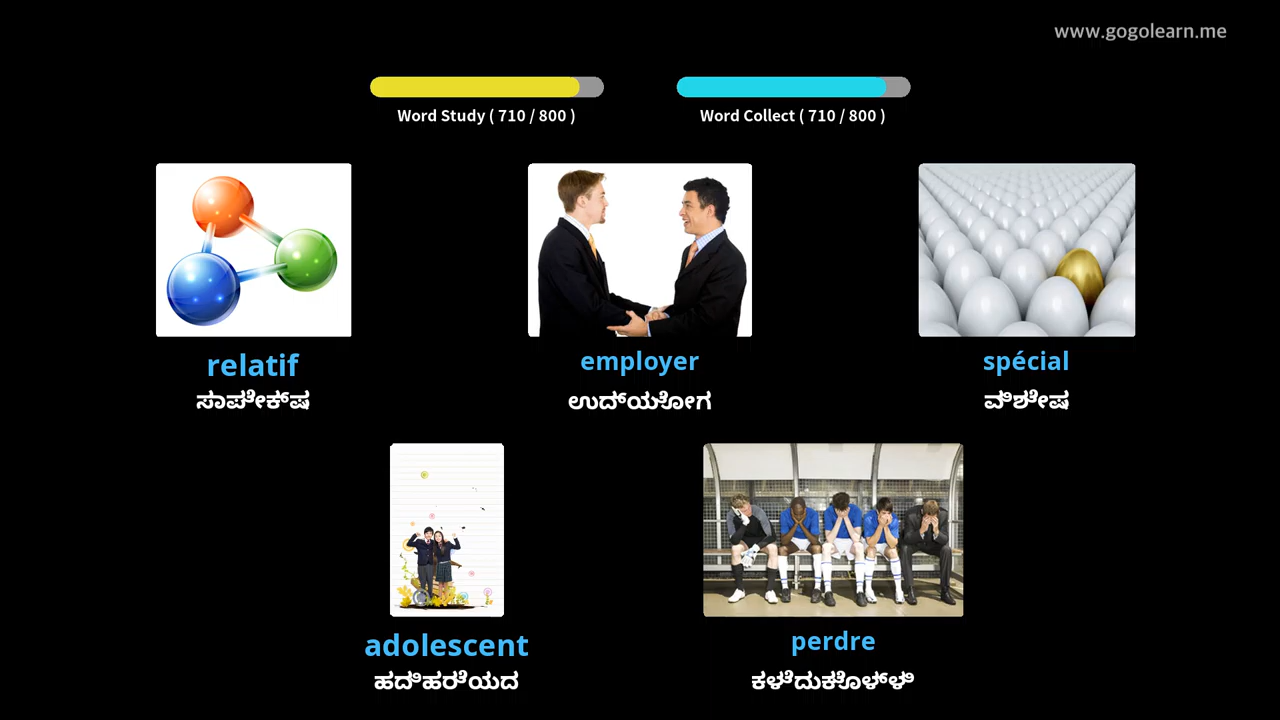 www.gogolearn.me
Word Study ( 710 / 800 )
Word Collect ( 710 / 800 )
relatif
employer
spécial
ಸಾಪೇಕ್ಷ
ಉದ್ಯೋಗ
ವಿಶೇಷ
adolescent
perdre
ಹದಿಹರೆಯದ
ಕಳೆದುಕೊಳ್ಳಿ